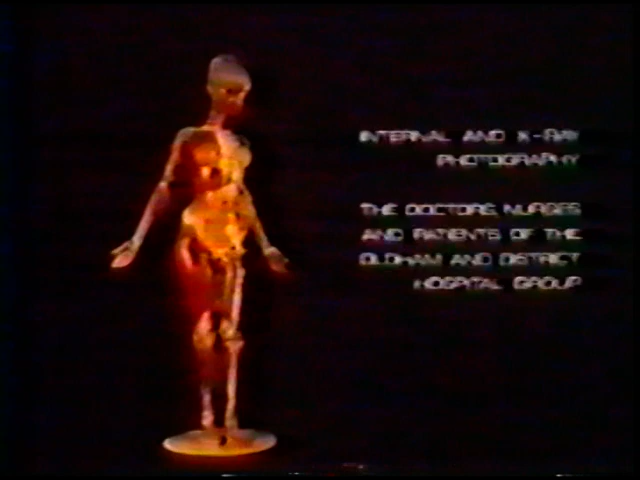 INTERNAL AND X-RAY
PHOTOGRAPHY
THE DOCTORS, NURSES
AND PATIENTS OF THE
OLDHAM AND DISTRICT
HOSPITAL GROUP